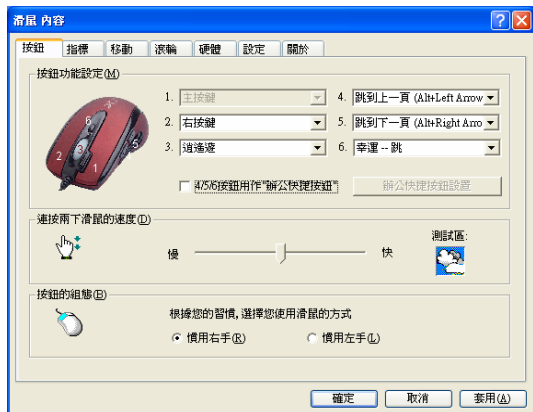 滑鼠 內容
按鈕 指標 移動 滾輪 硬體 設定 關於
按鈕功能設定(M)
1. 主按鍵 4. 跳到上一頁 (Alt+Left Arrow
2. 右按鍵 5. 跳到下一頁 (Alt+Right Arro
3. 逍遙遊 6. 幸運 -- 跳
6
2 3 5
1
4/5/6按鈕用作"辦公快捷按鈕" 辦公快捷按鈕設置
連按兩下滑鼠的速度(D)
測試區:
慢 快
按鈕的組態(B)
根據您的習慣, 選擇您使用滑鼠的方式
慣用右手(R) 慣用左手(L)
確定 取消 套用(A)